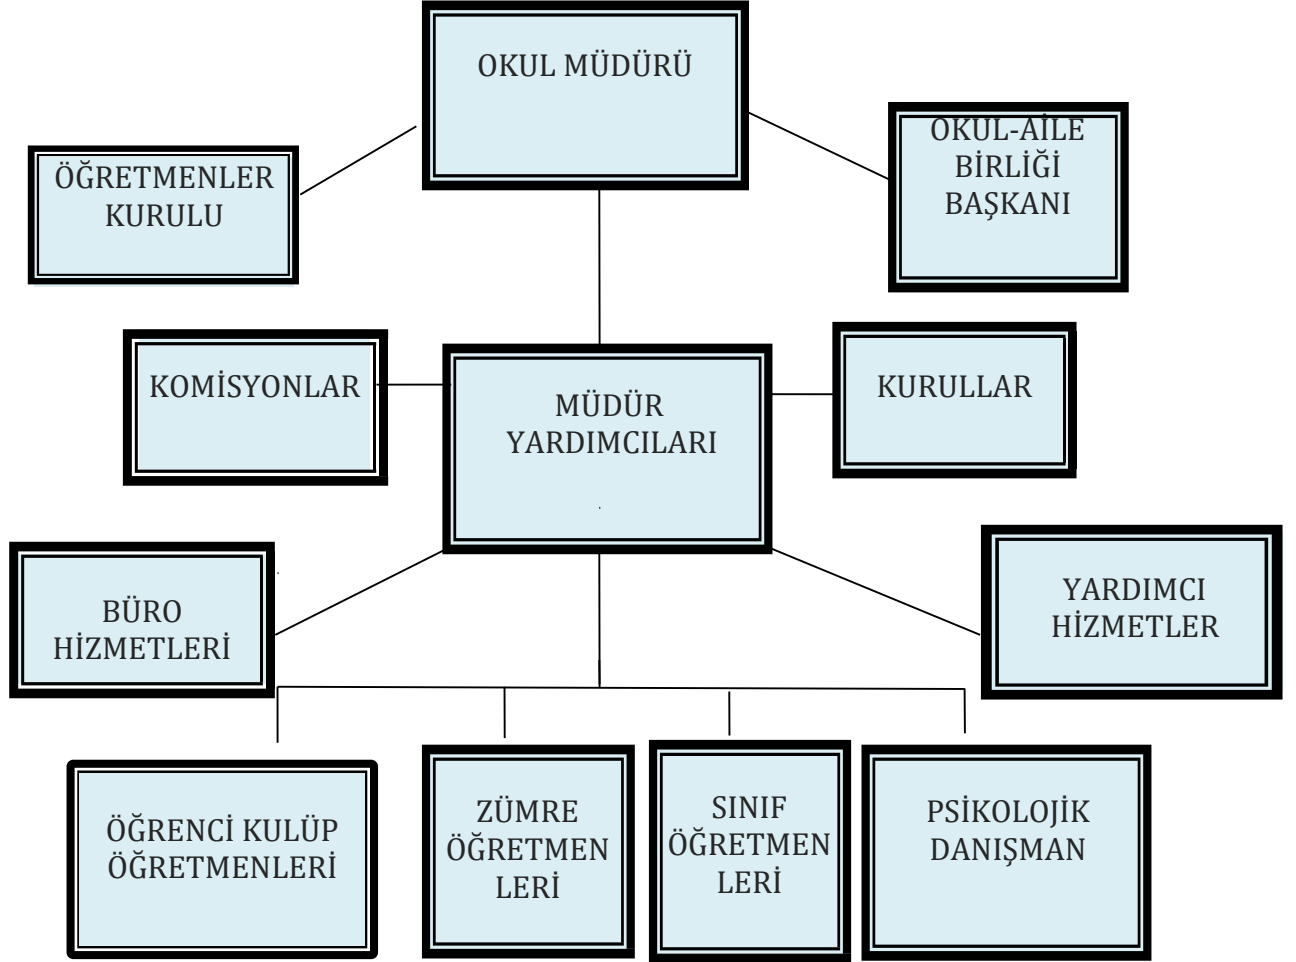 OKUL MÜDÜRÜ
OKUL-AİLE
BİRLİĞİ
BAŞKANI
ÖĞRETMENLER
KURULU
KOMİSYONLAR
MÜDÜR
YARDIMCILARI
.
KURULLAR
BÜRO
HİZMETLERİ
YARDIMCI
HİZMETLER
ÖĞRENCİ KULÜP
ÖĞRETMENLERİ
ZÜMRE
ÖĞRETMEN
LERİ
SINIF
ÖĞRETMEN
LERİ
PSİKOLOJİK
DANIŞMAN